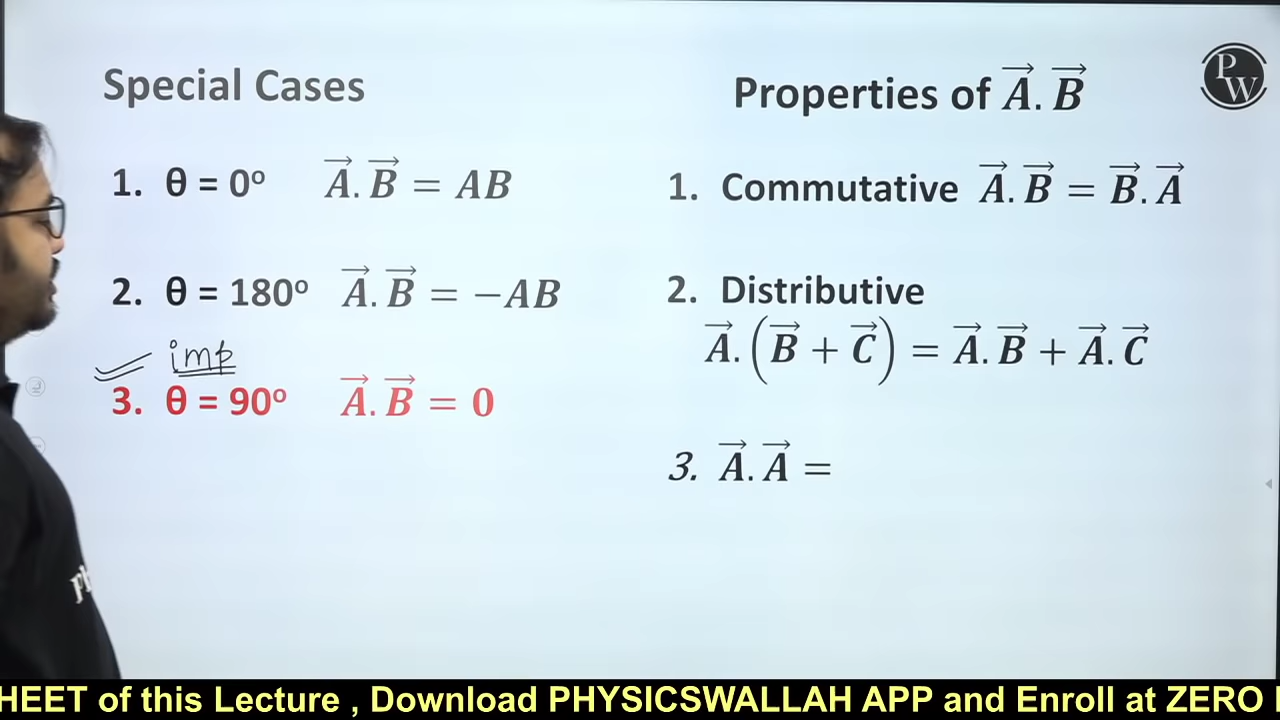 Special Cases
1. θ = 0° A⃗. B⃗ = AB
2. θ = 180° A⃗. B⃗ = −AB
imp
3. θ = 90° A⃗. B⃗ = 0
Properties of A⃗. B⃗
1. Commutative A⃗. B⃗ = B⃗. A⃗
2. Distributive
A⃗. (B⃗ + C⃗) = A⃗. B⃗ + A⃗. C⃗
3. A⃗. A⃗ =
PW
HEET of this Lecture , Download PHYSICSWALLAH APP and Enroll at ZERO